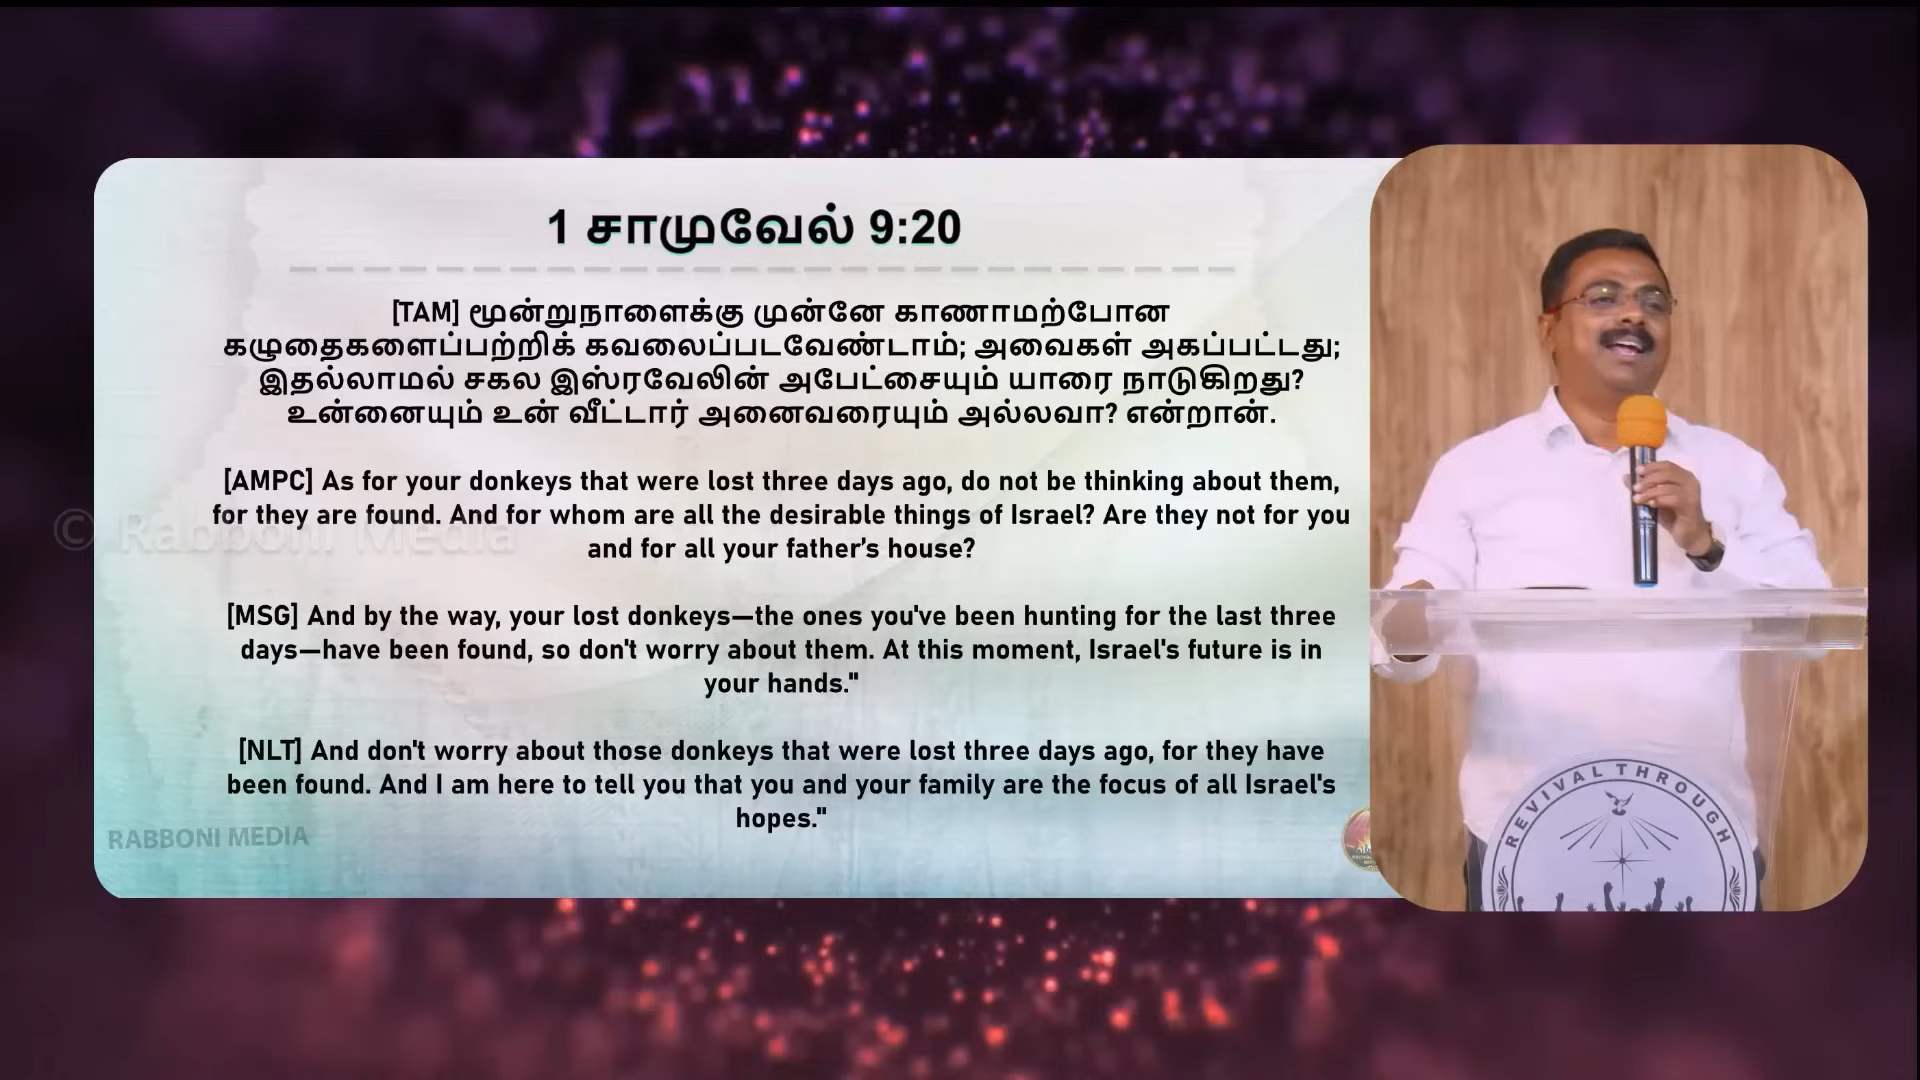 1 சாமுவேல் 9:20
[TAM] மூன்றுநாளைக்கு முன்னே காணாமற்போன
கழுதைகளைப்பற்றிக் கவலைப்படவேண்டாம்; அவைகள் அகப்பட்டது;
இதல்லாமல் சகல இஸ்ரவேலின் அபேட்சையும் யாரை நாடுகிறது?
உன்னையும் உன் வீட்டார் அனைவரையும் அல்லவா? என்றான்.
[AMPC] As for your donkeys that were lost three days ago, do not be thinking about them,
for they are found. And for whom are all the desirable things of Israel? Are they not for you
and for all your father's house?
© Rabboni Media
[MSG] And by the way, your lost donkeys—the ones you've been hunting for the last three
days—have been found, so don't worry about them. At this moment, Israel's future is in
your hands."
[NLT] And don't worry about those donkeys that were lost three days ago, for they have
been found. And I am here to tell you that you and your family are the focus of all Israel's
hopes."
RABBONI MEDIA
REVIVAL THROUGH